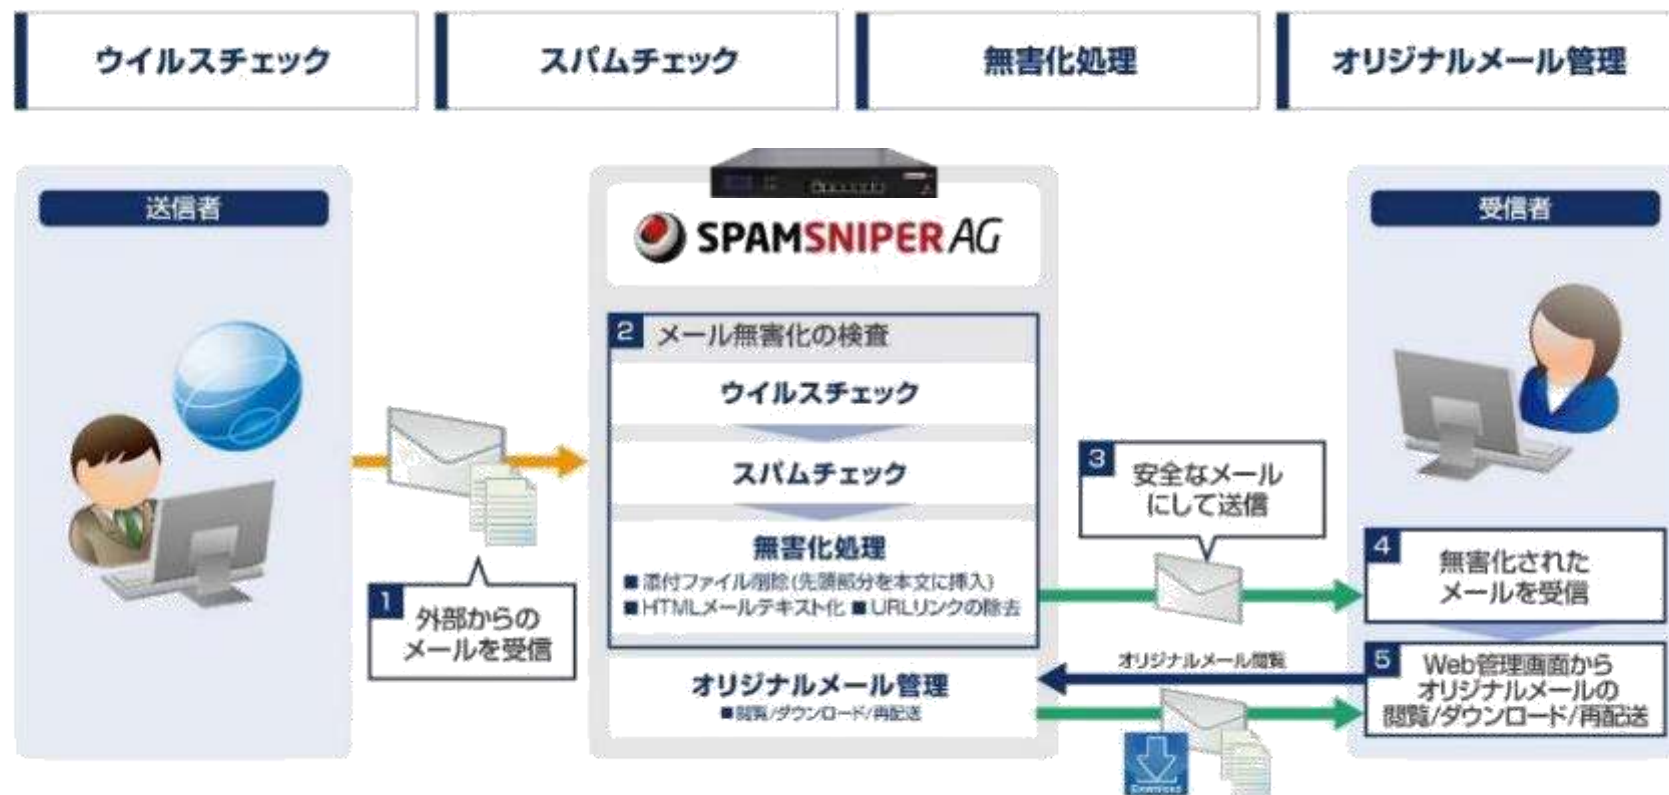 ウイルスチェック
スパムチェック
無害化処理
オリジナルメール管理
送信者
SPAMSNIPER AG
受信者
2 メール無害化の検査
ウイルスチェック
スパムチェック
無害化処理
■添付ファイル削除(先頭部分を本文に挿入)
■HTMLメールテキスト化 ■URLリンクの除去
オリジナルメール管理
■閲覧/ダウンロード/再配送
1 外部からの
メールを受信
3 安全なメール
にして送信
4 無害化された
メールを受信
オリジナルメール閲覧
5 Web管理画面から
オリジナルメールの
閲覧/ダウンロード/再配送
Download